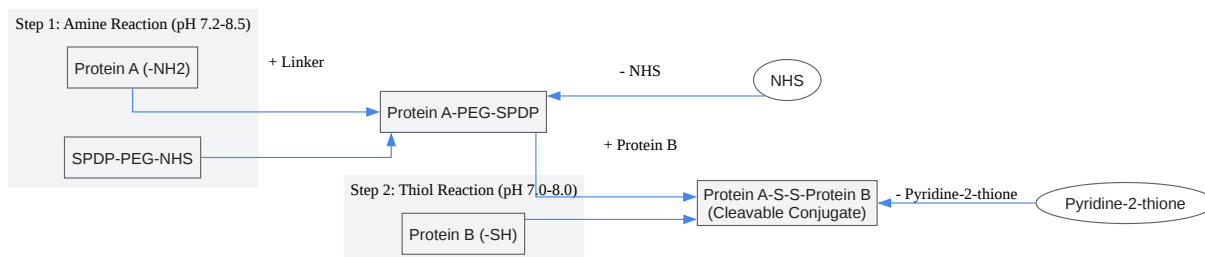 Step 1: Amine Reaction (pH 7.2-8.5)
Protein A (-NH2)
+ Linker
- NHS
NHS
Protein A-PEG-SPDP
SPDP-PEG-NHS
+ Protein B
Step 2: Thiol Reaction (pH 7.0-8.0)
Protein A-S-S-Protein B
(Cleavable Conjugate)
- Pyridine-2-thione
Pyridine-2-thione
Protein B (-SH)